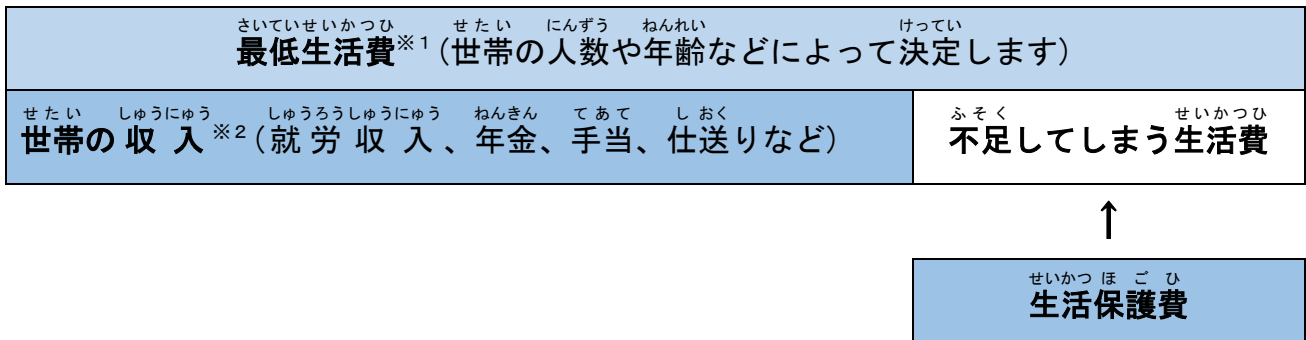 さいていせいかつひ せたい にんずう ねんれい けってい
最低生活費※1(世帯の人数や年齢などによって決定します)
せたい しゅうにゅう しゅうろうしゅうにゅう ねんきん てあて しおく
世帯の収入※2(就労収入、年金、手当、仕送りなど)
ふそく せいかつひ
不足してしまう生活費
↑
せいかつほごひ
生活保護費